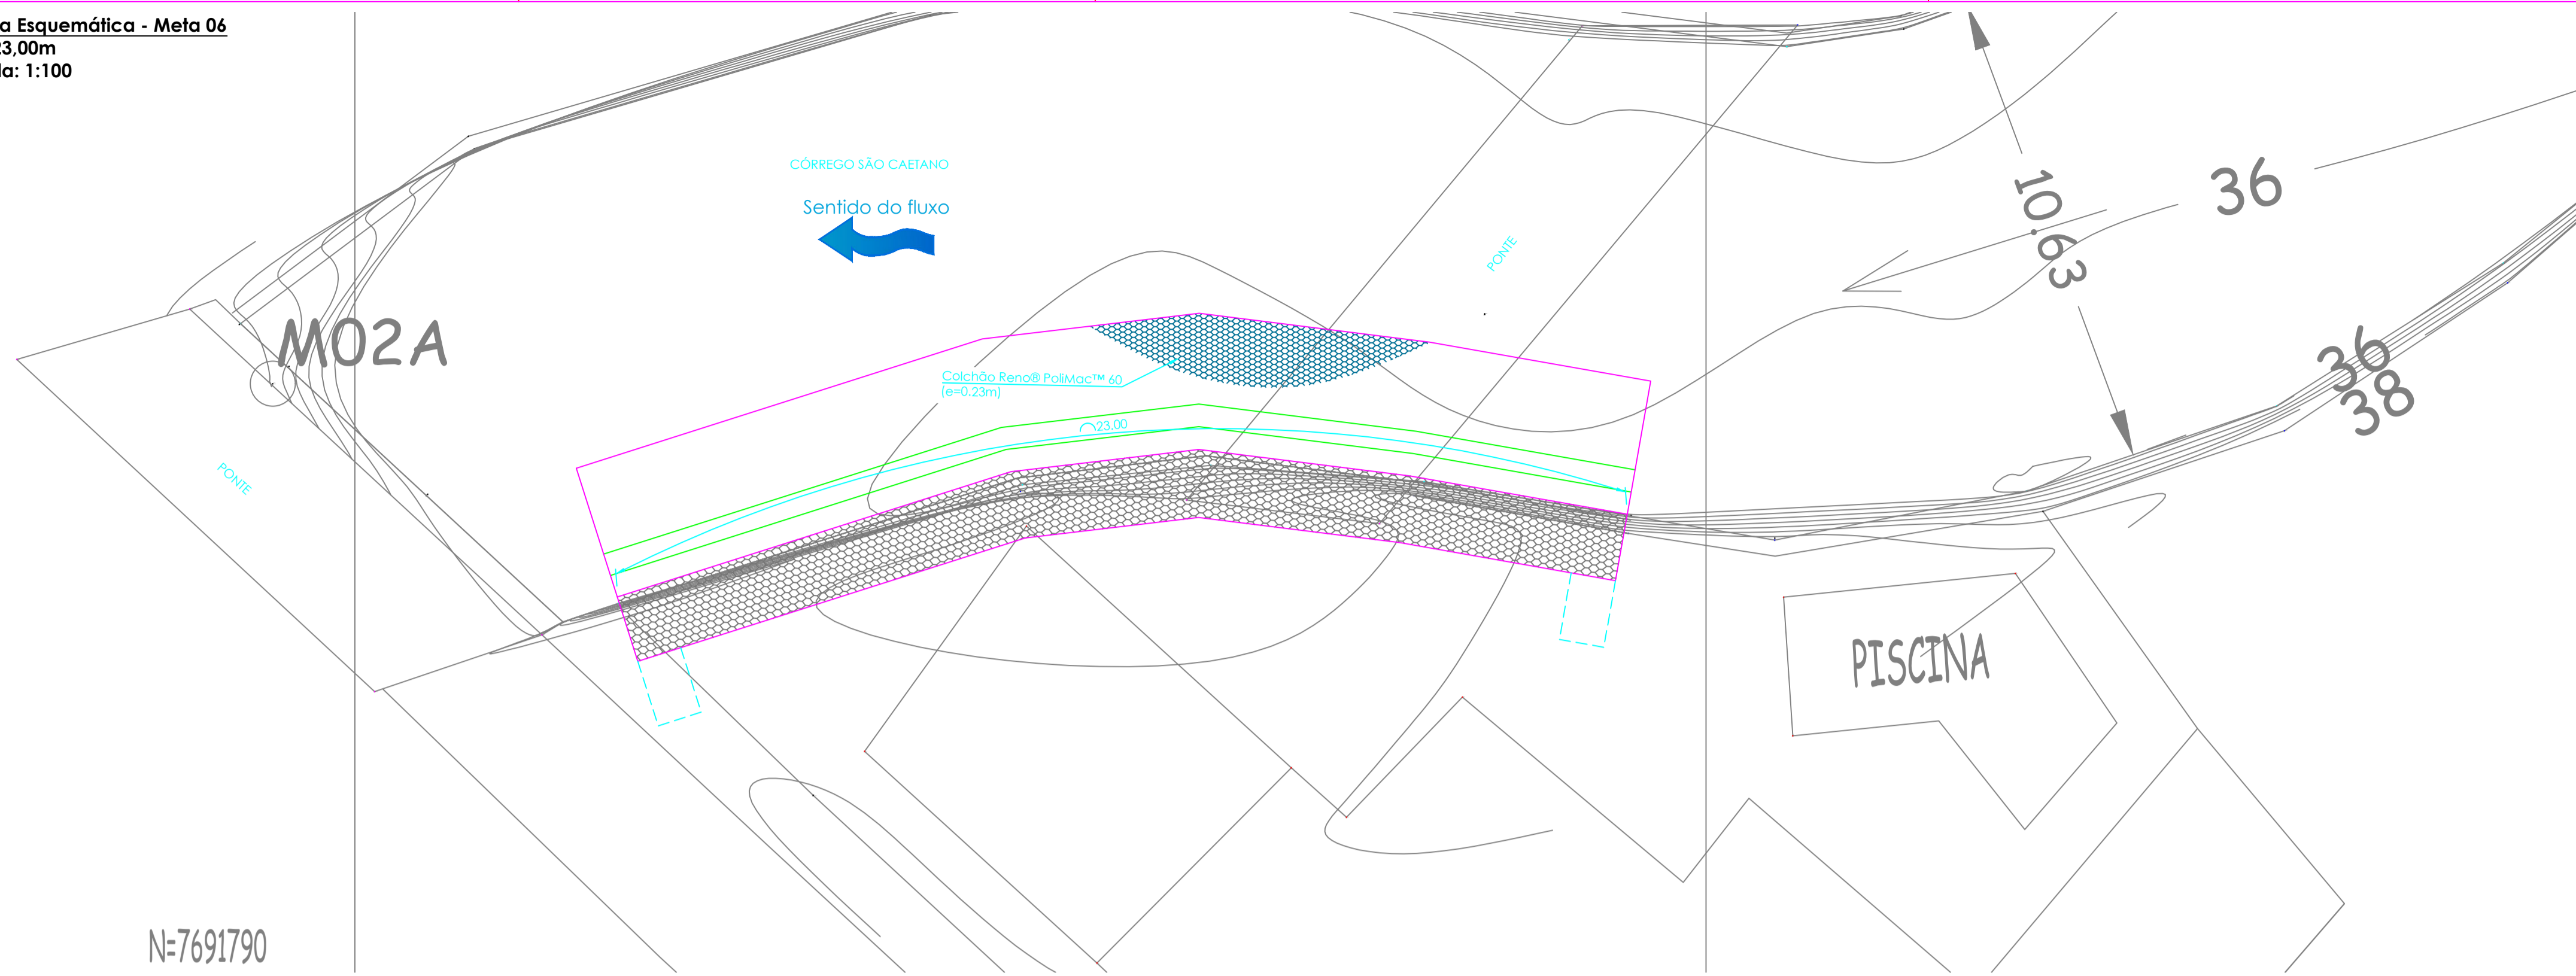 a Esquemática - Meta 06
23,00m
la: 1:100
CÓRREGO SÃO CAETANO
Sentido do fluxo
PONTE
10.63
36
M02A
Colchão Reno® PoliMac™ 60
(e=0.23m)
23.00
36
38
PONTE
PISCINA
N=7691790